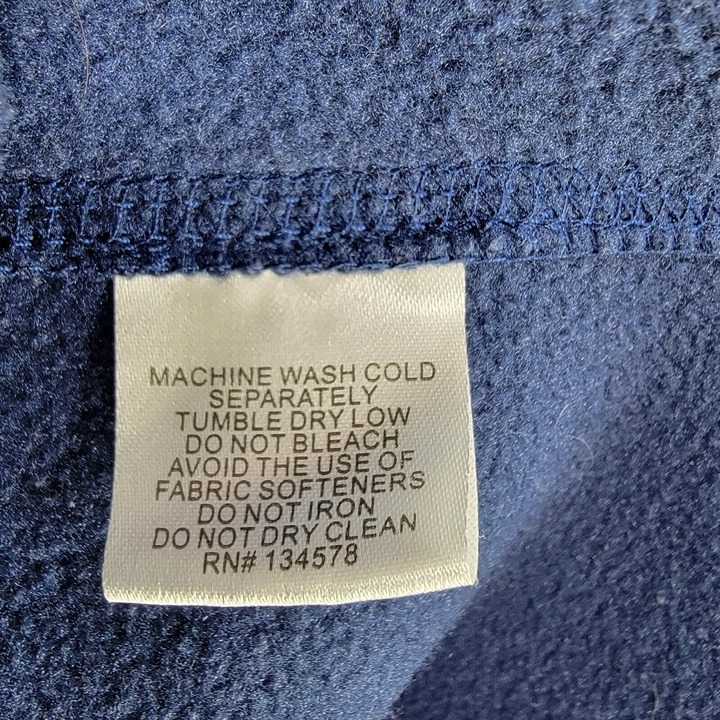 MACHINE WASH COLD
SEPARATELY
TUMBLE DRY LOW
DO NOT BLEACH
AVOID THE USE OF
FABRIC SOFTENERS
DO NOT IRON
DO NOT DRY CLEAN
RN# 134578